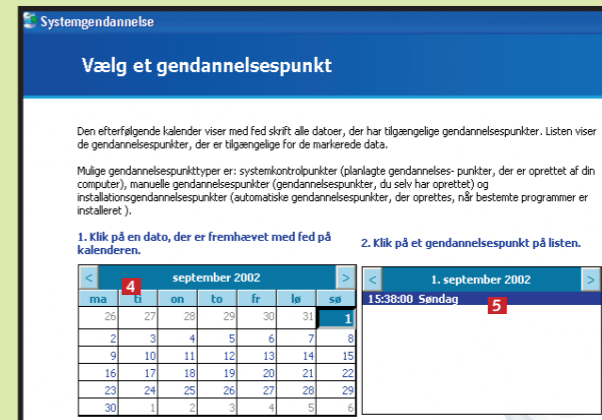 Systemgendannelse
Vælg et gendannelsespunkt
Den efterfølgende kalender viser med fed skrift alle datoer, der har tilgængelige gendannelsespunkter. Listen viser
de gendannelsespunkter, der er tilgængelige for de markerede data.
Mulige gendannelsespunkttyper er: systemkontrolpunkter (planlagte gendannelses- punkter, der er oprettet af din
computer), manuelle gendannelsespunkter (gendannelsespunkter, du selv har oprettet) og
installationsgendannelsespunkter (automatiske gendannelsespunkter, der oprettes, når bestemte programmer er
installeret ).
1. Klik på en dato, der er fremhævet med fed på
kalenderen.
< september 2002 >
4
ma ti on to fr lø sø
26 27 28 29 30 31 1
2 3 4 5 6 7 8
9 10 11 12 13 14 15
16 17 18 19 20 21 22
23 24 25 26 27 28 29
30 1 2 3 4 5 6
2. Klik på et gendannelsespunkt på listen.
< 1. september 2002 >
15:38:00 Søndag
5